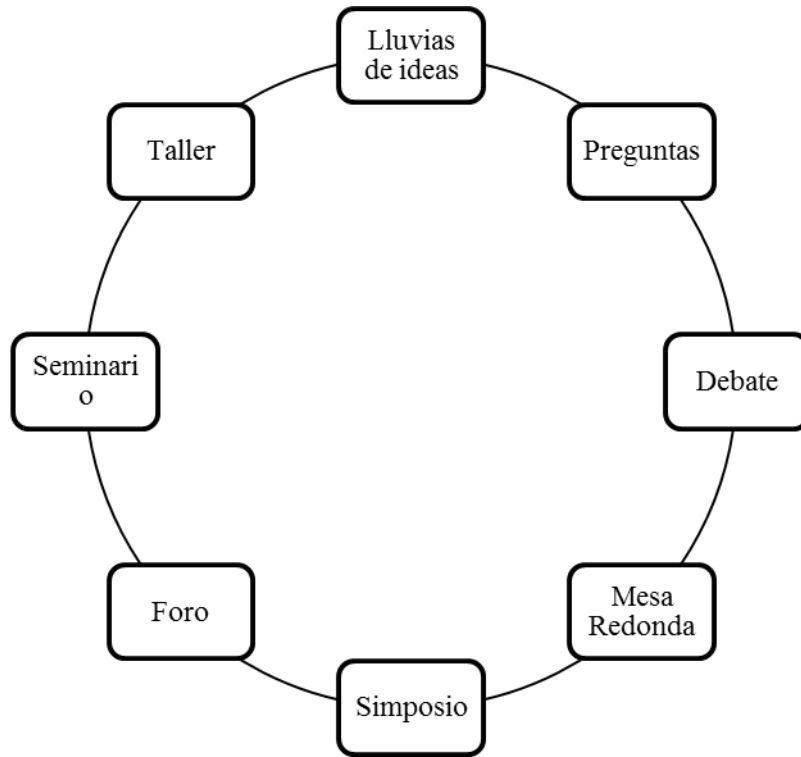 Lluvias
de ideas
Preguntas
Debate
Mesa
Redonda
Simposio
Foro
Seminari
o
Taller